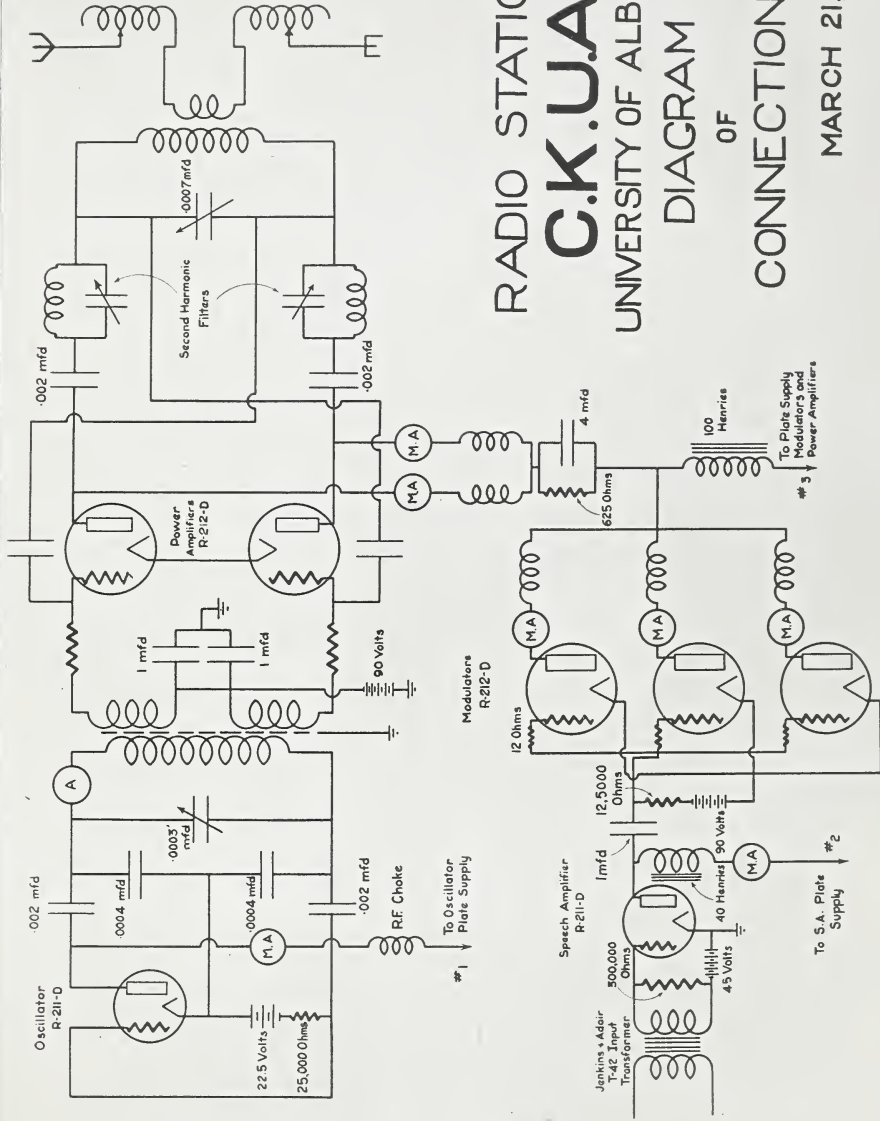 RADIO STATIO
C.K.U.A
UNIVERSITY OF ALB
DIAGRAM
OF
CONNECTION
MARCH 21,
Oscillator
R-211-D
22.5 Volts
25,000 Ohms
.002 mfd
.0004 mfd
.0004 mfd
.002 mfd
.0003 mfd
M.A
R.F. Choke
To Oscillator
Plate Supply
#1
A
1 mfd
1 mfd
90 Volts
Power
Amplifiers
R-212-D
.002 mfd
.002 mfd
Second Harmonic
Filters
.0007 mfd
M.A
M.A
4 mfd
625 Ohms
100
Henries
To Plate Supply
Modulators and
Power Amplifiers
#3
Modulators
R-212-D
12 Ohms
M.A
M.A
M.A
12,5000
Ohms
90 Volts
1mfd
Speech Amplifier
R-211-D
500,000
Ohms
45 Volts
40 Henries
M.A
#2
To S.A. Plate
Supply
Jenkins & Adair
T-42 Input
Transformer